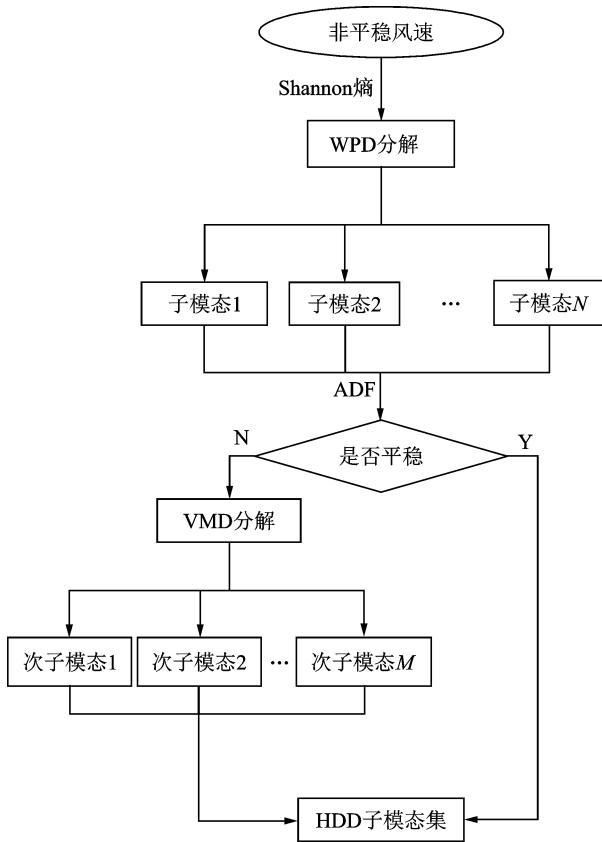 非平稳风速
Shannon熵
WPD分解
子模态1
子模态2
···
子模态N
ADF
N
是否平稳
Y
VMD分解
次子模态1
次子模态2
···
次子模态M
HDD子模态集